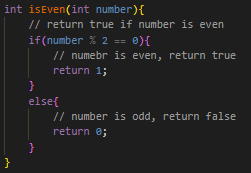 int isEven(int number){
    // return true if number is even
    if(number % 2 == 0){
        // numebr is even, return true
        return 1;
    }
    else{
        // number is odd, return false
        return 0;
    }
}